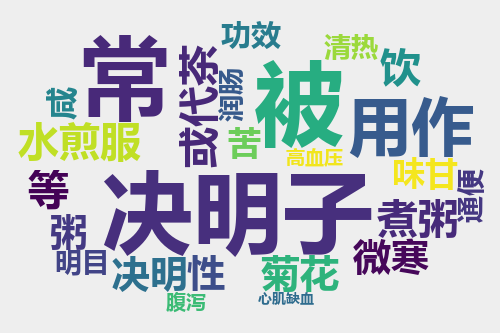 功效
清热
常
或代茶
润肠
被
饮
咸
用作
水煎服
苦
高血压
味甘
通便
等
决明子
煮粥
粥
明目
决明性
菊花
微寒
腹泻
心肌缺血